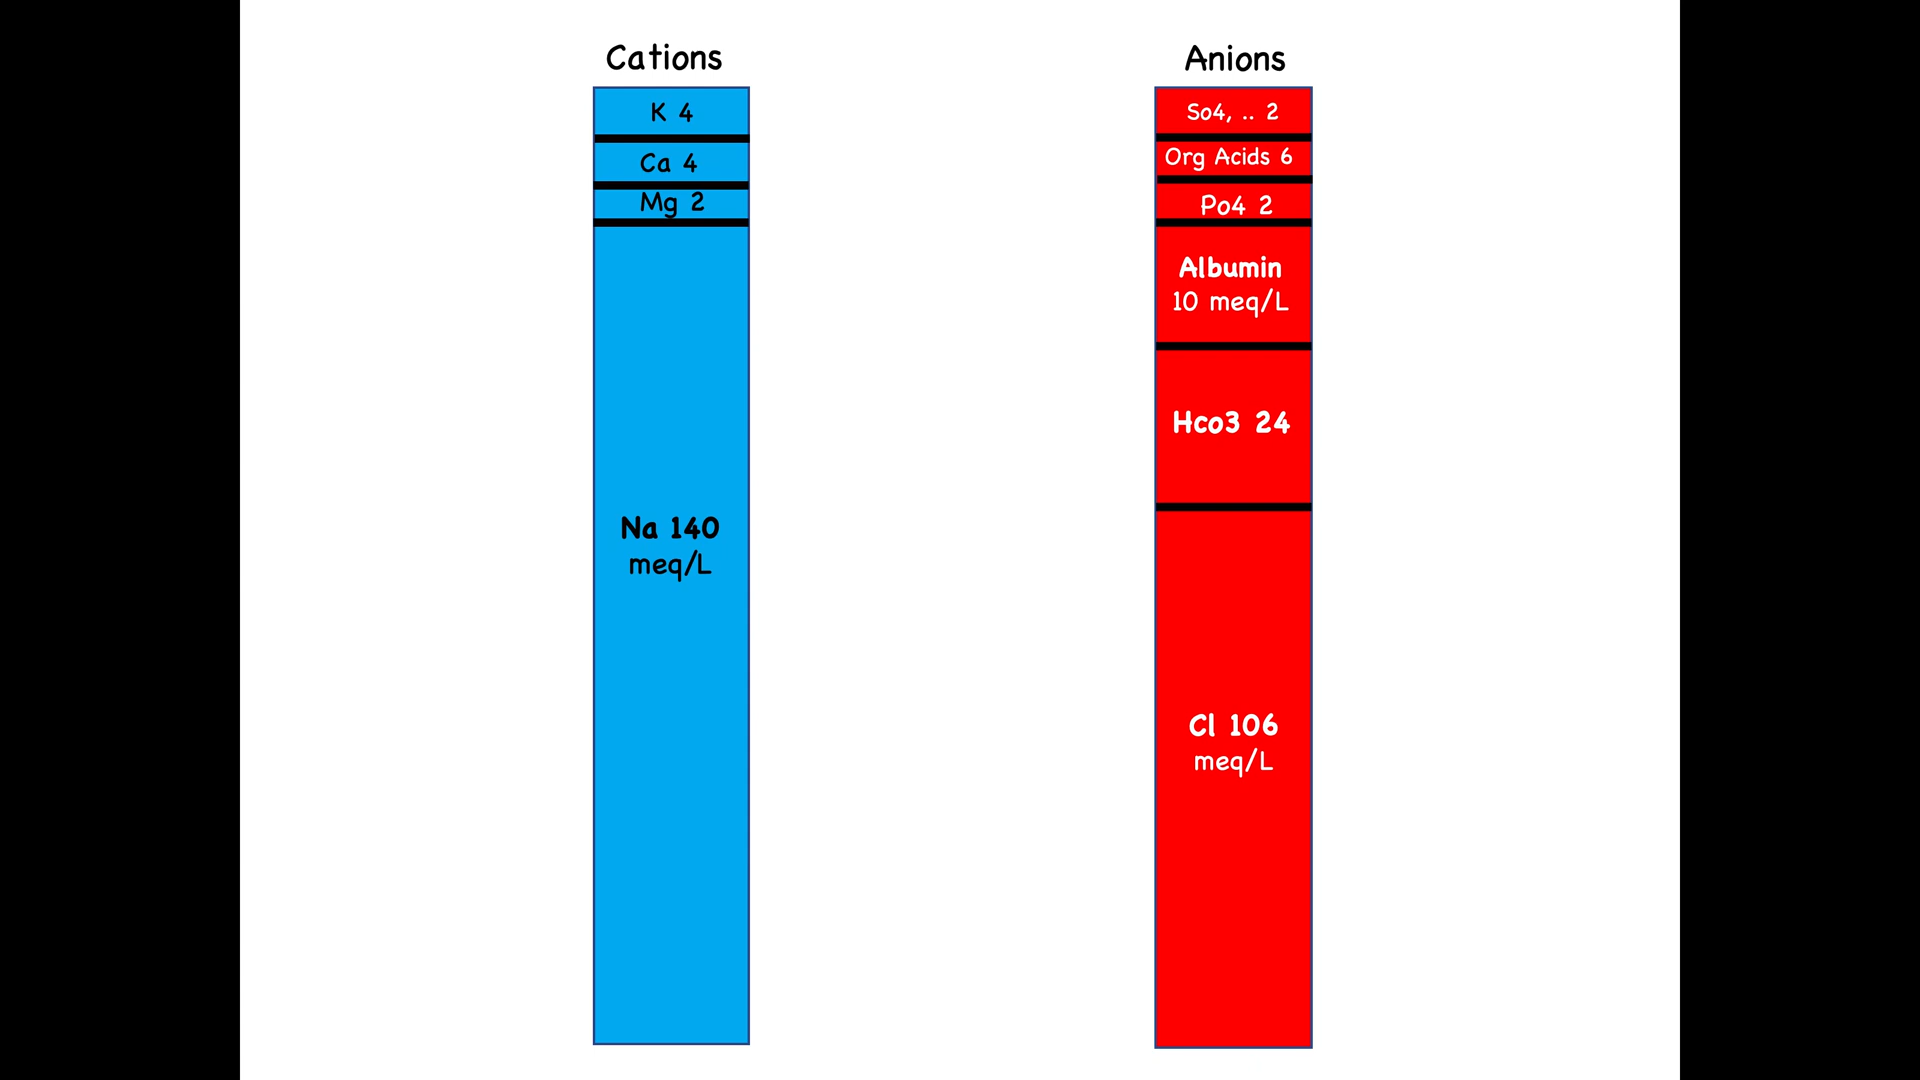 Cations
K 4
Ca 4
Mg 2
Na 140
meq/L
Anions
So4, .. 2
Org Acids 6
Po4 2
Albumin
10 meq/L
Hco3 24
Cl 106
meq/L